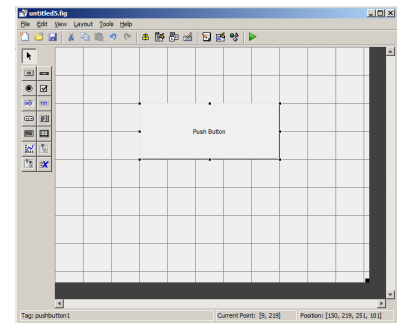 untitled5.fig
File Edit View Layout Tools Help
Push Button
Tag: pushbutton1 Current Point: [9, 219] Position: [150, 219, 251, 101]